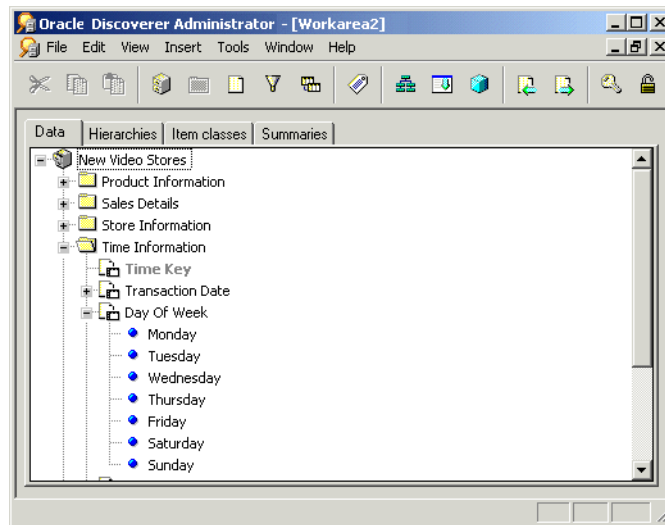 Oracle Discoverer Administrator - [Workarea2]
File Edit View Insert Tools Window Help
Data Hierarchies Item classes Summaries
New Video Stores
Product Information
Sales Details
Store Information
Time Information
Time Key
Transaction Date
Day Of Week
Monday
Tuesday
Wednesday
Thursday
Friday
Saturday
Sunday